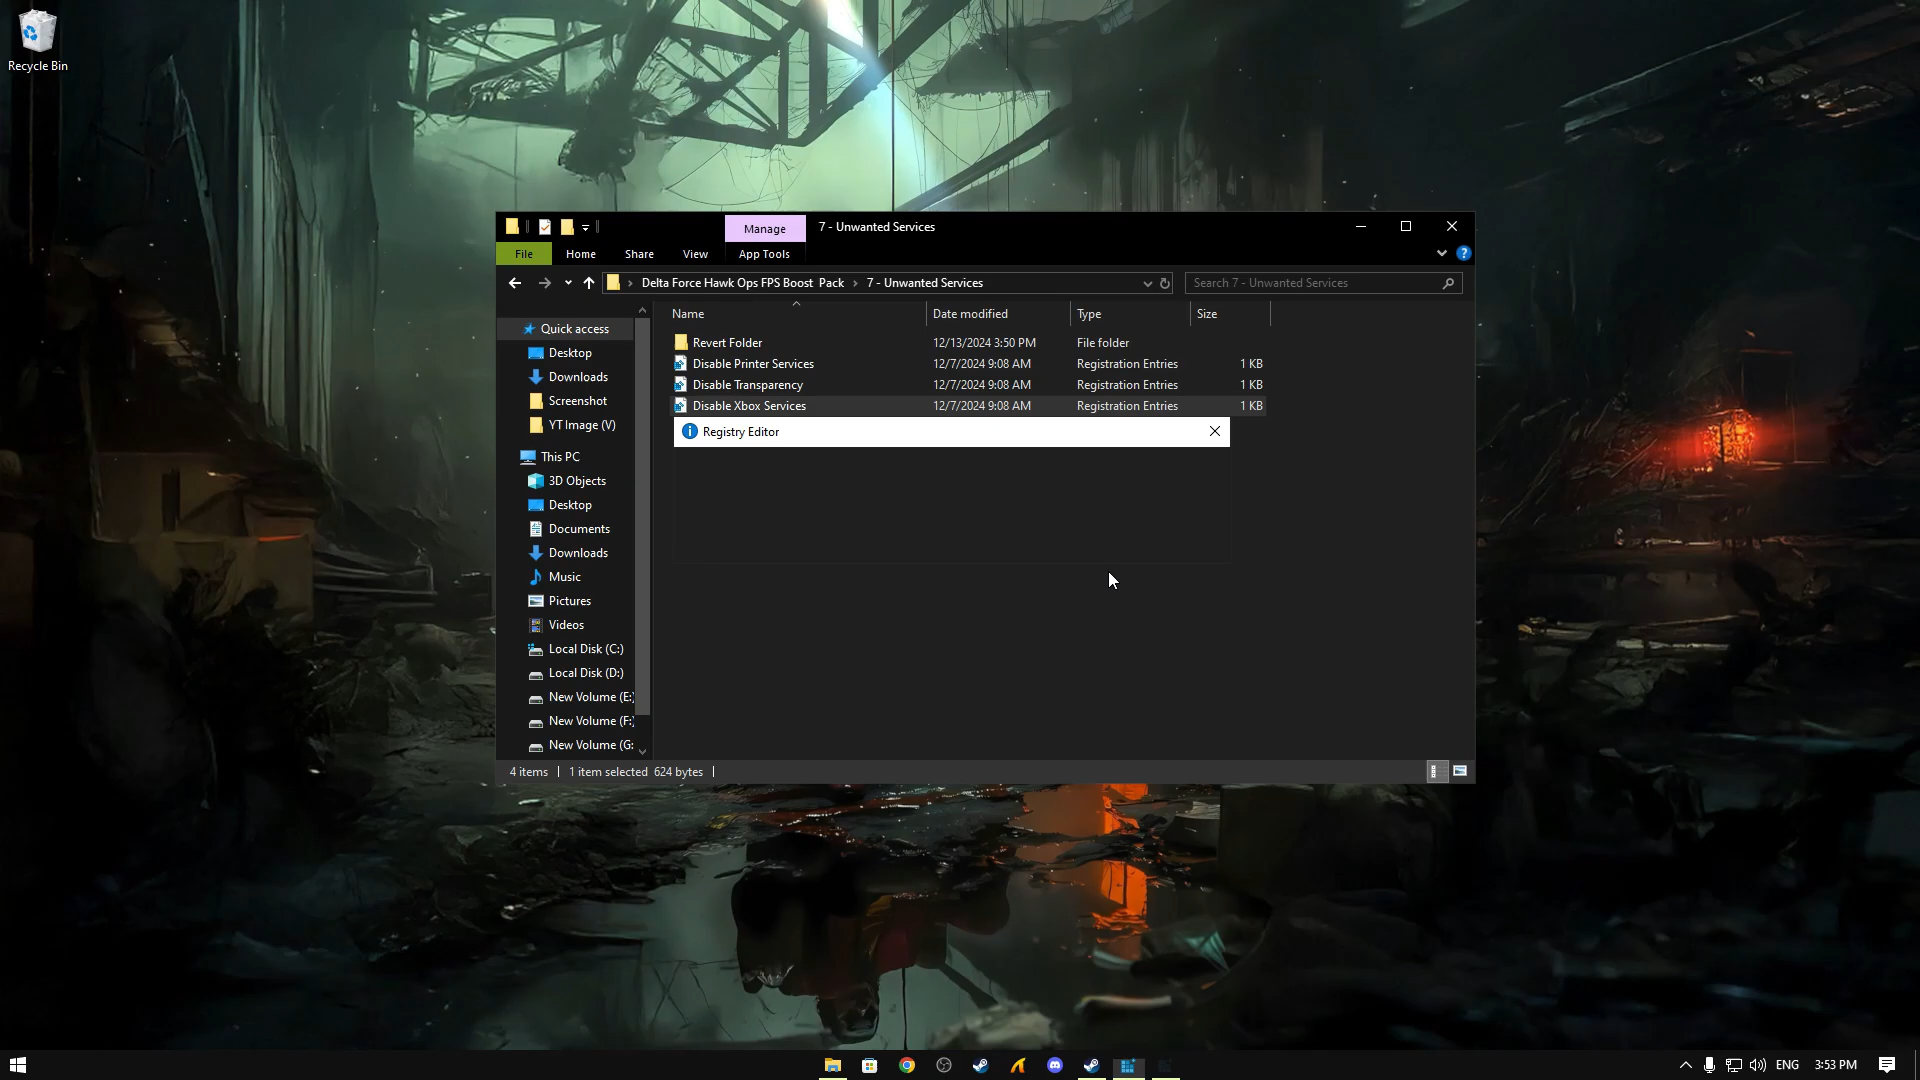 Recycle Bin
Manage
7 - Unwanted Services
File
Home
Share
View
App Tools
Delta Force Hawk Ops FPS Boost  Pack
7 - Unwanted Services
Search 7 - Unwanted Services
Name
Date modified
Type
Size
Quick access
Desktop
Downloads
Screenshot
YT Image (V)
This PC
3D Objects
Desktop
Documents
Downloads
Music
Pictures
Videos
Local Disk (C:)
Local Disk (D:)
New Volume (E:)
New Volume (F:)
New Volume (G:
Revert Folder 12/13/2024 3:50 PM File folder
Disable Printer Services 12/7/2024 9:08 AM Registration Entries 1 KB
Disable Transparency 12/7/2024 9:08 AM Registration Entries 1 KB
Disable Xbox Services 12/7/2024 9:08 AM Registration Entries 1 KB
Registry Editor
4 items
1 item selected  624 bytes
ENG
3:53 PM